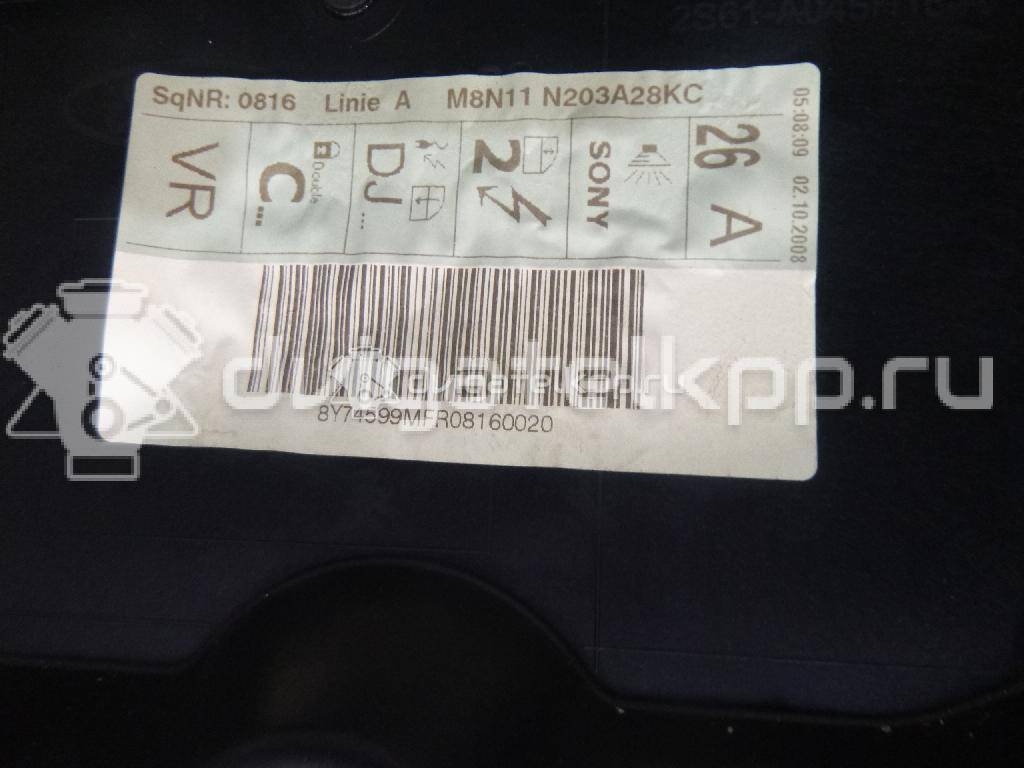 SqNR: 0816 Linie A M8N11 N203A28KC
VR
C...
Double
DJ...
2
SONY
26 A
05:08:09 02.10.2008
8Y74599MFR08160020
dvigatelkpp.ru